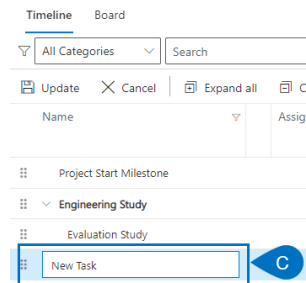 Timeline Board
All Categories Search
Update Cancel Expand all
Name Assig
Project Start Milestone
Engineering Study
Evaluation Study
New Task C